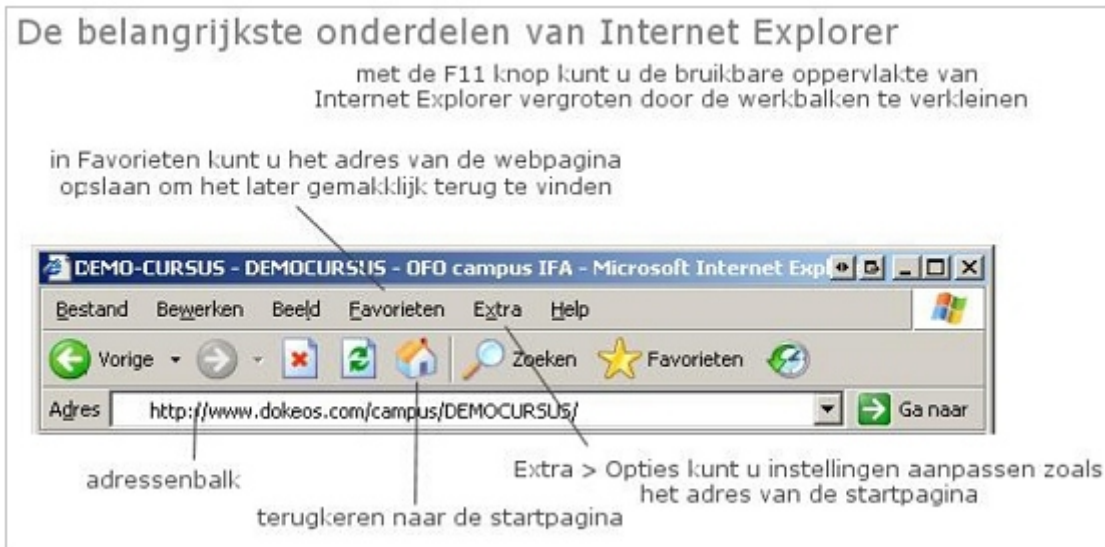 De belangrijkste onderdelen van Internet Explorer
met de F11 knop kunt u de bruikbare oppervlakte van
Internet Explorer vergroten door de werkbalken te verkleinen
in Favorieten kunt u het adres van de webpagina
opslaan om het later gemakklijk terug te vinden
DEMO-CURSUS - DEMOCURSUS - OFO campus IFA - Microsoft Internet Expl
Bestand Bewerken Beeld Favorieten Extra Help
Vorige Zoeken Favorieten
Adres http://www.dokeos.com/campus/DEMOCURSUS/ Ga naar
adressenbalk
Extra > Opties kunt u instellingen aanpassen zoals
het adres van de startpagina
terugkeren naar de startpagina